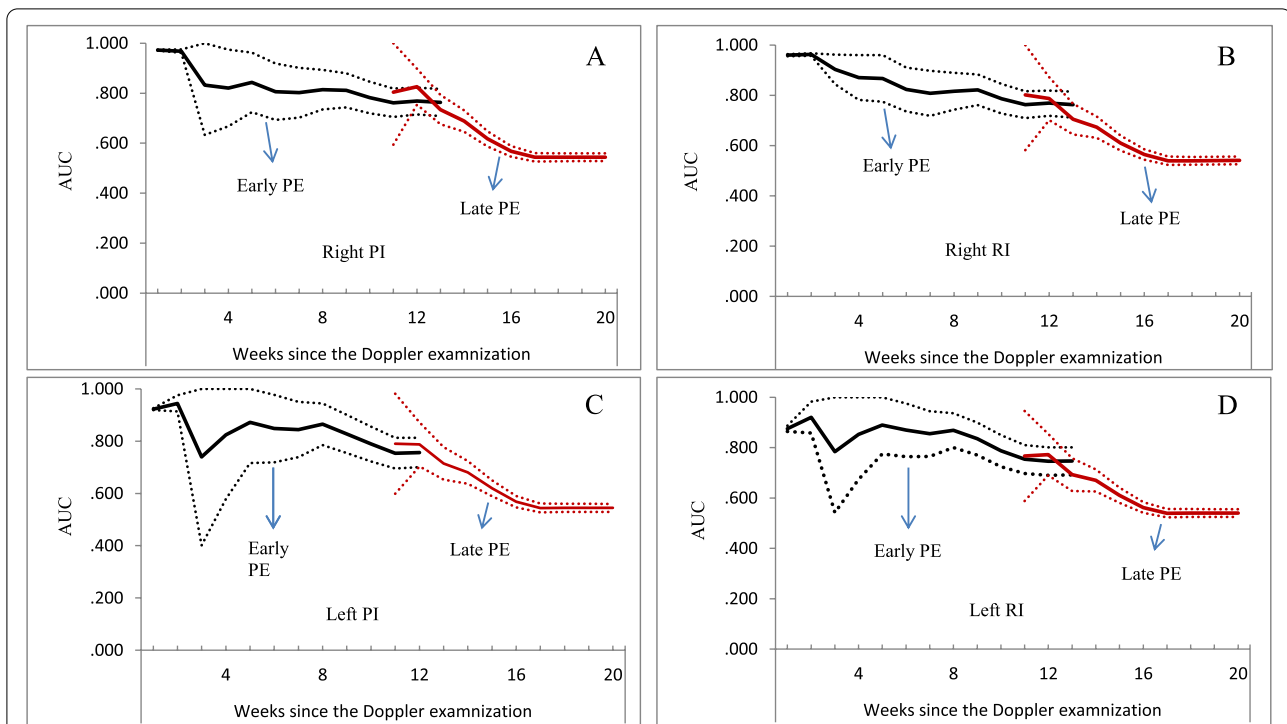 A
1.000
.800
.600
.400
.200
.000
AUC
Early PE
Late PE
Right PI
4 8 12 16 20
Weeks since the Doppler examnization
B
1.000
.800
.600
.400
.200
.000
AUC
Early PE
Late PE
Right RI
4 8 12 16 20
Weeks since the Doppler examnization
C
1.000
.800
.600
.400
.200
.000
AUC
Early
PE
Late PE
Left PI
4 8 12 16 20
Weeks since the Doppler examnization
D
1.000
.800
.600
.400
.200
.000
AUC
Early PE
Late PE
Left RI
4 8 12 16 20
Weeks since the Doppler examnization